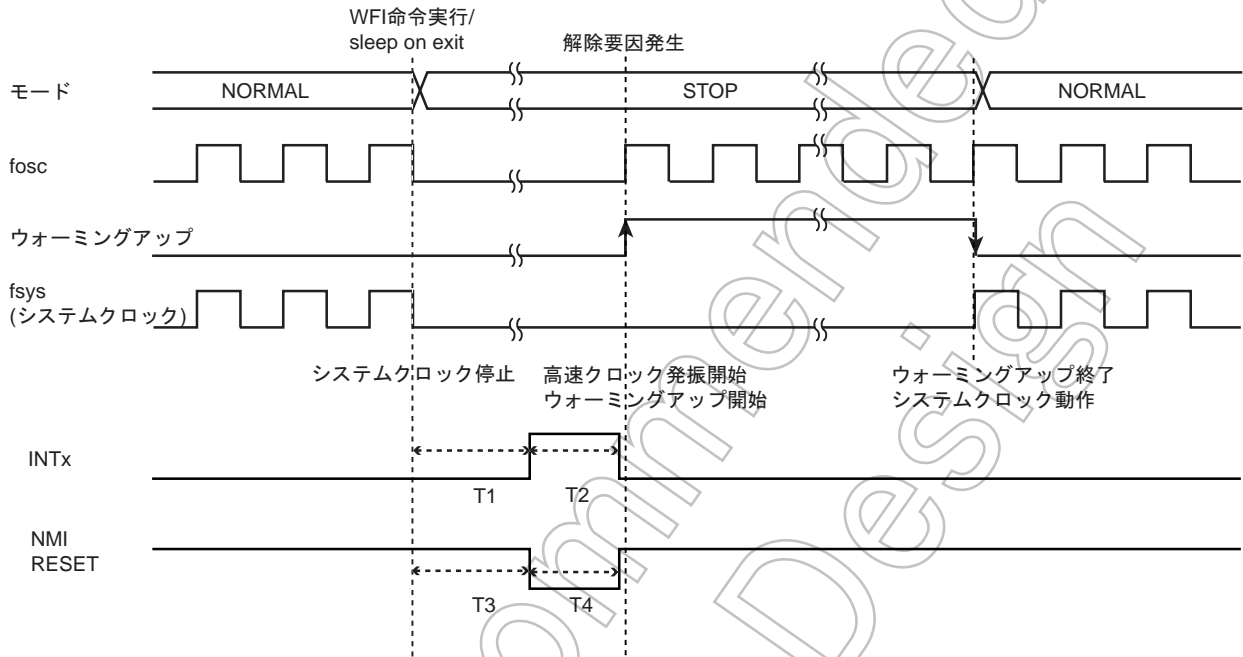 WFI命令実行/
sleep on exit
解除要因発生
モード
NORMAL
STOP
NORMAL
fosc
ウォーミングアップ
fsys
(システムクロック)
システムクロック停止
高速クロック発振開始
ウォーミングアップ開始
ウォーミングアップ終了
システムクロック動作
INTx
T1
T2
NMI
RESET
T3
T4
ommended
Design